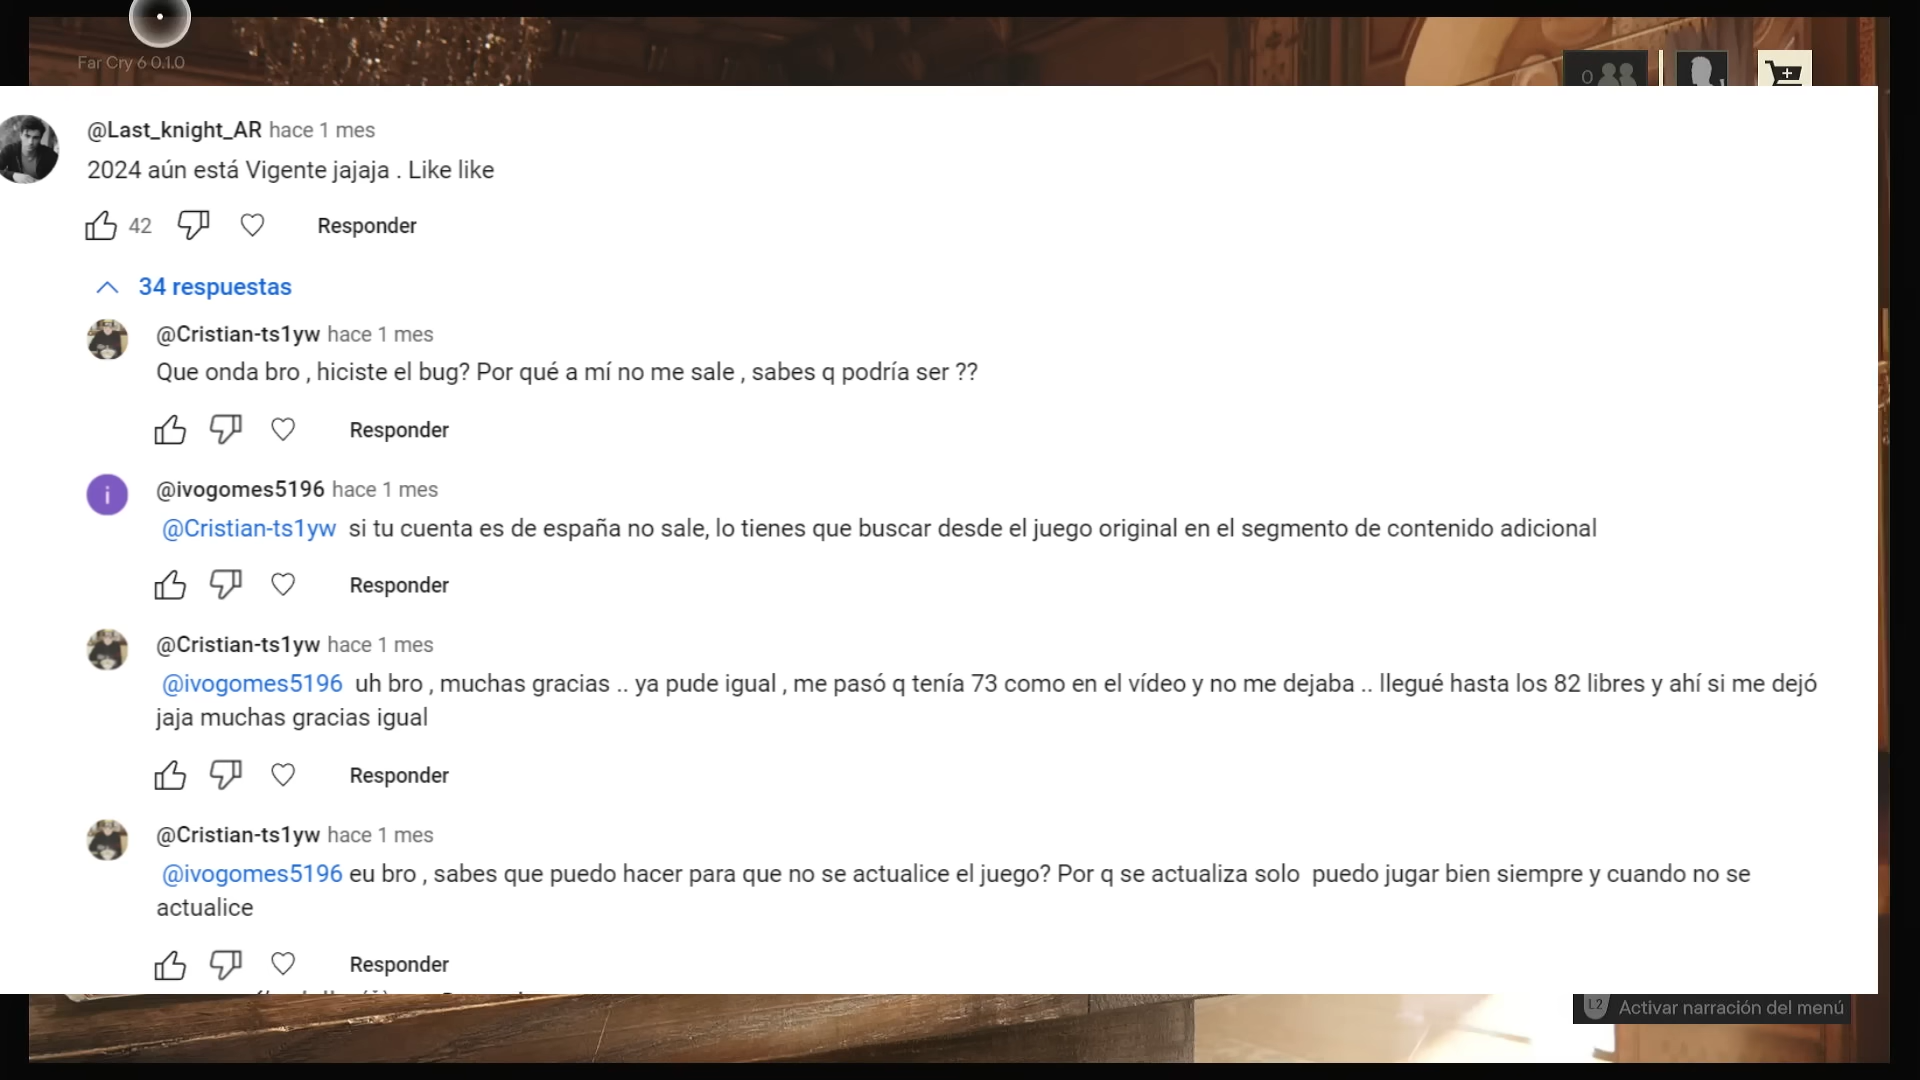 Far Cry 6 0.1.0
0
@Last_knight_AR hace 1 mes
2024 aún está Vigente jajaja . Like like
42 Responder
34 respuestas
@Cristian-ts1yw hace 1 mes
Que onda bro , hiciste el bug? Por qué a mí no me sale , sabes q podría ser ??
Responder
i
@ivogomes5196 hace 1 mes
@Cristian-ts1yw si tu cuenta es de españa no sale, lo tienes que buscar desde el juego original en el segmento de contenido adicional
Responder
@Cristian-ts1yw hace 1 mes
@ivogomes5196 uh bro , muchas gracias .. ya pude igual , me pasó q tenía 73 como en el vídeo y no me dejaba .. llegué hasta los 82 libres y ahí si me dejó
jaja muchas gracias igual
Responder
@Cristian-ts1yw hace 1 mes
@ivogomes5196 eu bro , sabes que puedo hacer para que no se actualice el juego? Por q se actualiza solo puedo jugar bien siempre y cuando no se
actualice
Responder
L2 Activar narración del menú